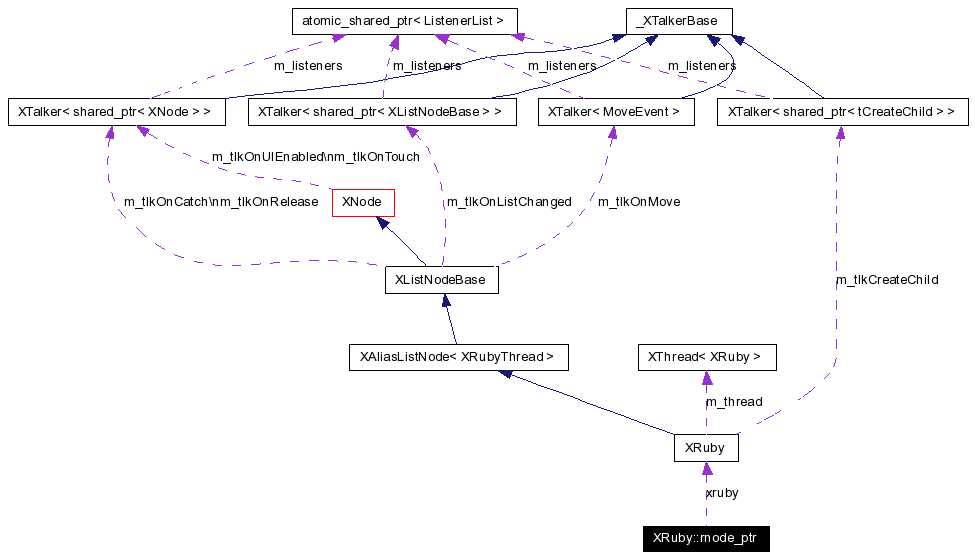 atomic_shared_ptr< ListenerList >
_XTalkerBase
m_listeners
m_listeners
m_listeners
m_listeners
XTalker< shared_ptr< XNode > >
XTalker< shared_ptr< XListNodeBase > >
XTalker< MoveEvent >
XTalker< shared_ptr< tCreateChild > >
m_tlkOnUIEnabled\nm_tlkOnTouch
m_tlkOnCatch\nm_tlkOnRelease
XNode
m_tlkOnListChanged
m_tlkOnMove
XListNodeBase
m_tlkCreateChild
XAliasListNode< XRubyThread >
XThread< XRuby >
m_thread
XRuby
xruby
XRuby::rnode_ptr